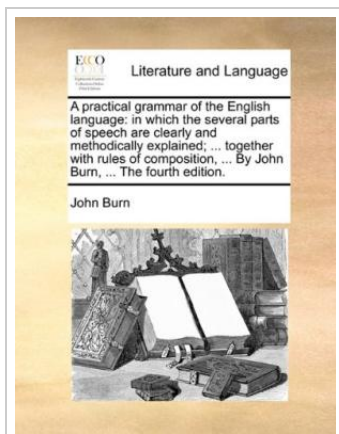 ECCO
Literature and Language
A practical grammar of the English
language: in which the several parts
of speech are clearly and
methodically explained; ... together
with rules of composition, ... By John
Burn, ... The fourth edition.
John Burn